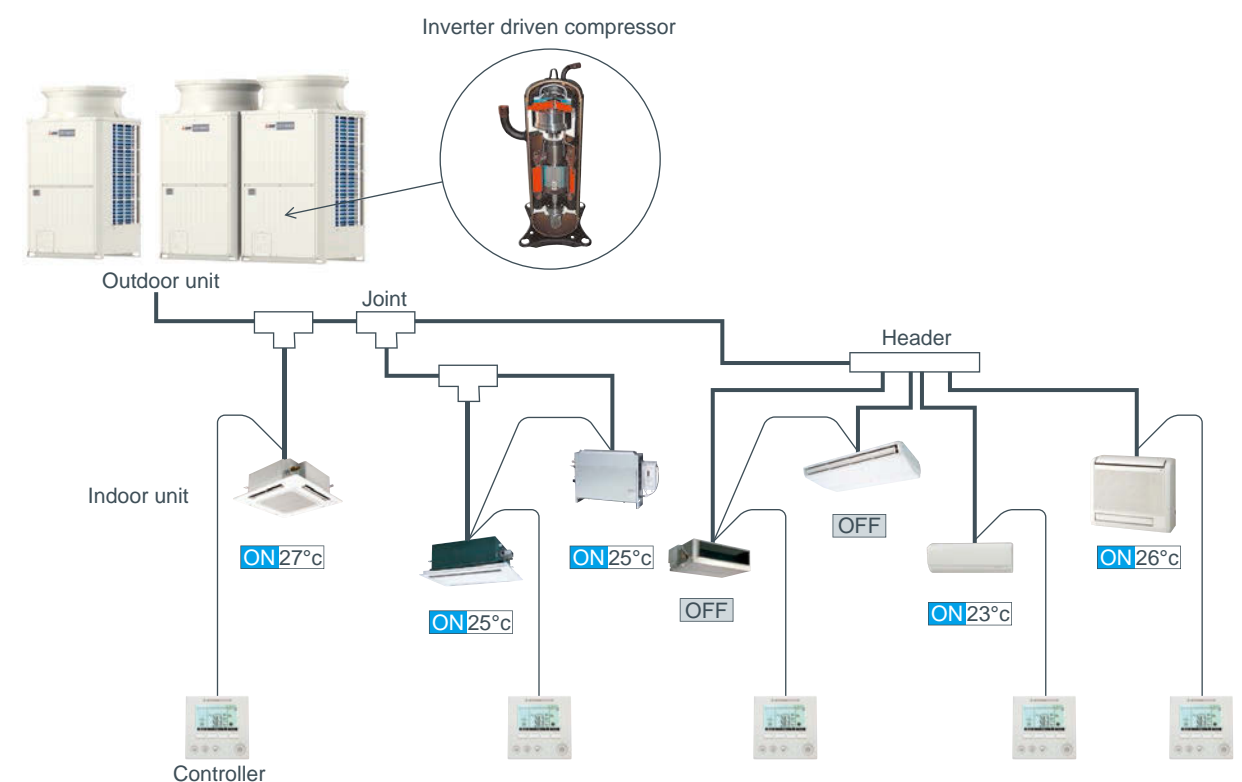 Inverter driven compressor
Outdoor unit
Joint
Header
Indoor unit
OFF
ON 27°c
ON 25°c
ON 26°c
OFF
ON 23°c
ON 25°c
Controller